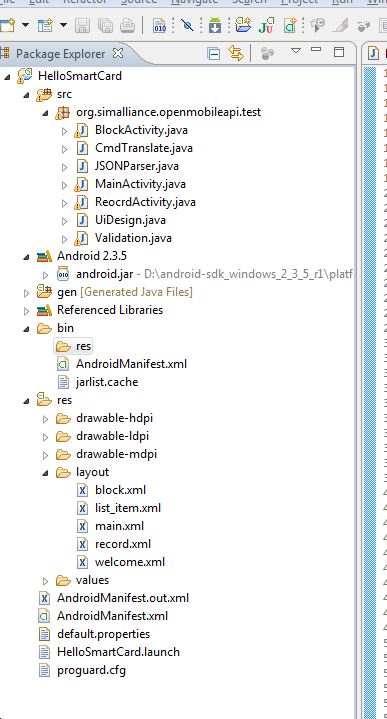 Package Explorer
HelloSmartCard
src
org.simalliance.openmobileapi.test
BlockActivity.java
CmdTranslate.java
JSONParser.java
MainActivity.java
ReocrdActivity.java
UiDesign.java
Validation.java
Android 2.3.5
android.jar - D:\android-sdk_windows_2_3_5_r1\platf
gen [Generated Java Files]
Referenced Libraries
bin
res
AndroidManifest.xml
jarlist.cache
res
drawable-hdpi
drawable-ldpi
drawable-mdpi
layout
block.xml
list_item.xml
main.xml
record.xml
welcome.xml
values
AndroidManifest.out.xml
AndroidManifest.xml
default.properties
HelloSmartCard.launch
proguard.cfg